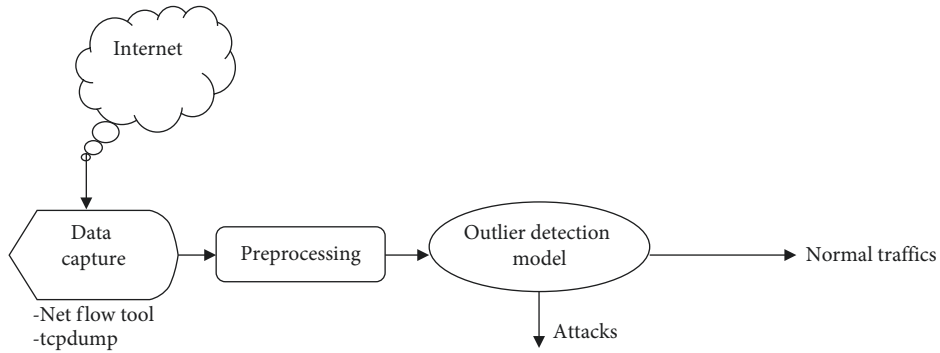 Internet
Data
capture
-Net flow tool
-tcpdump
Preprocessing
Outlier detection
model
Normal traffics
Attacks